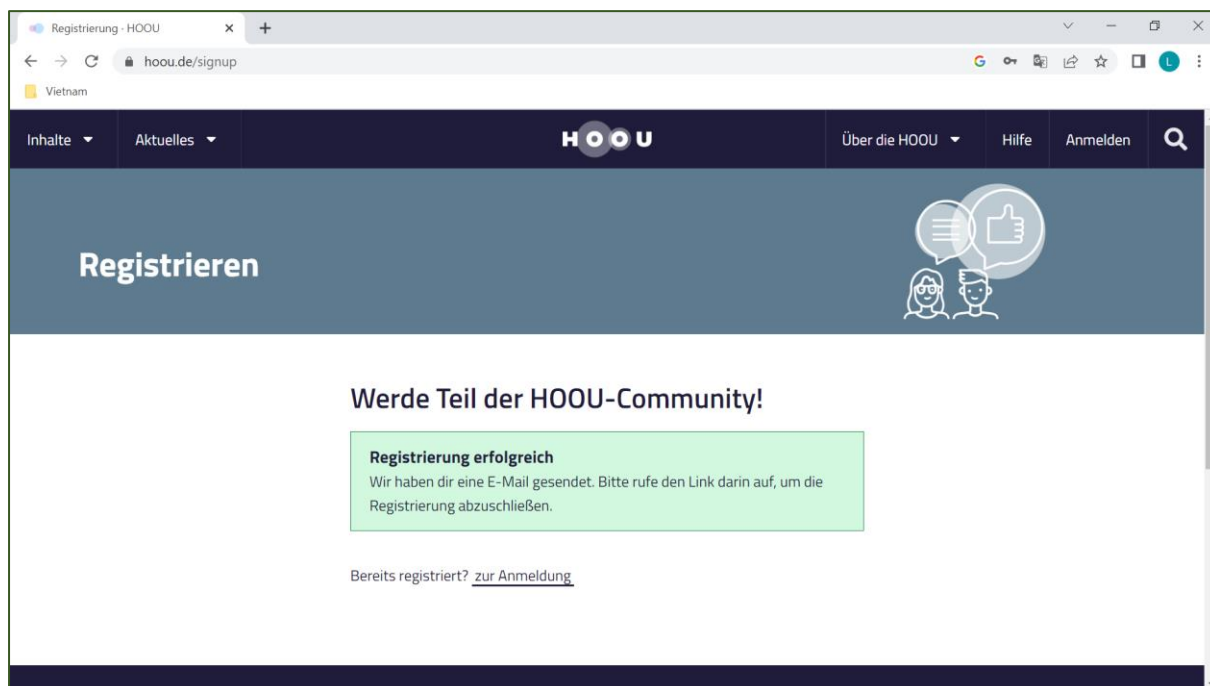 Registrierung - HOOU
hoou.de/signup
Vietnam
L
Inhalte
Aktuelles
HOOU
Über die HOOU
Hilfe
Anmelden
Registrieren
Werde Teil der HOOU-Community!
Registrierung erfolgreich
Wir haben dir eine E-Mail gesendet. Bitte rufe den Link darin auf, um die
Registrierung abzuschließen.
Bereits registriert? zur Anmeldung